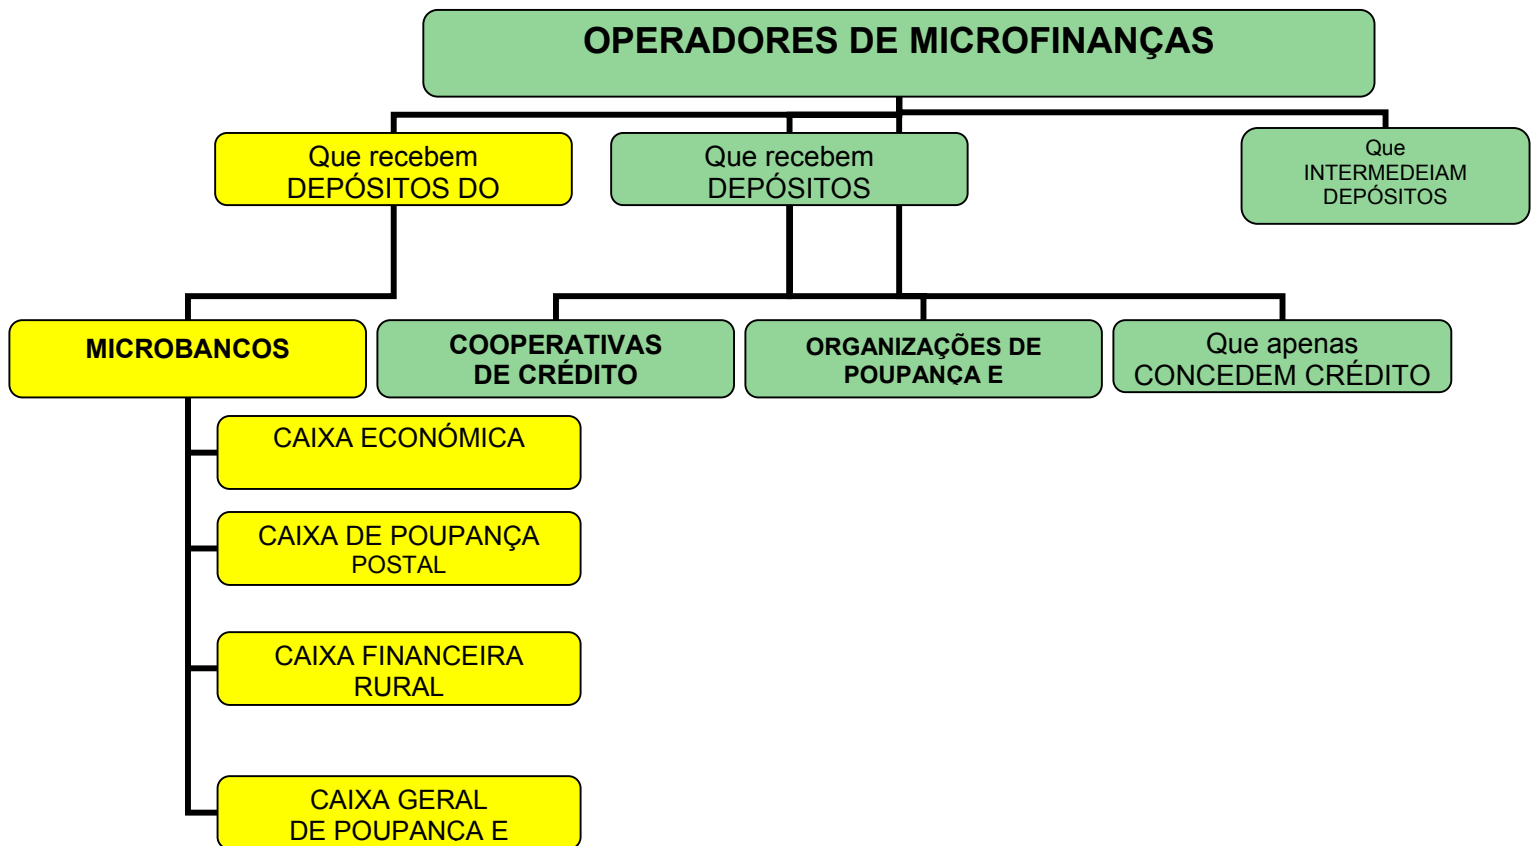 OPERADORES DE MICROFINANÇAS
Que recebem
DEPÓSITOS DO
Que recebem
DEPÓSITOS
Que
INTERMEDEIAM
DEPÓSITOS
MICROBANCOS
COOPERATIVAS
DE CRÉDITO
ORGANIZAÇÕES DE
POUPANÇA E
Que apenas
CONCEDEM CRÉDITO
CAIXA ECONÓMICA
CAIXA DE POUPANÇA
POSTAL
CAIXA FINANCEIRA
RURAL
CAIXA GERAL
DE POUPANÇA E